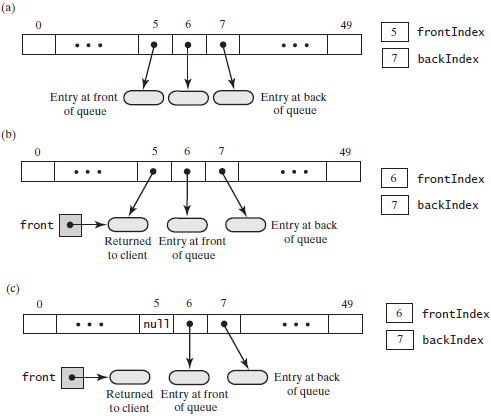 (a)
0 5 6 7 49
5 frontIndex
7 backIndex
Entry at front
of queue
Entry at back
of queue
(b)
0 5 6 7 49
6 frontIndex
7 backIndex
front
Returned
to client
Entry at front
of queue
Entry at back
of queue
(c)
0 5 6 7 49
null
6 frontIndex
7 backIndex
front
Returned
to client
Entry at front
of queue
Entry at back
of queue